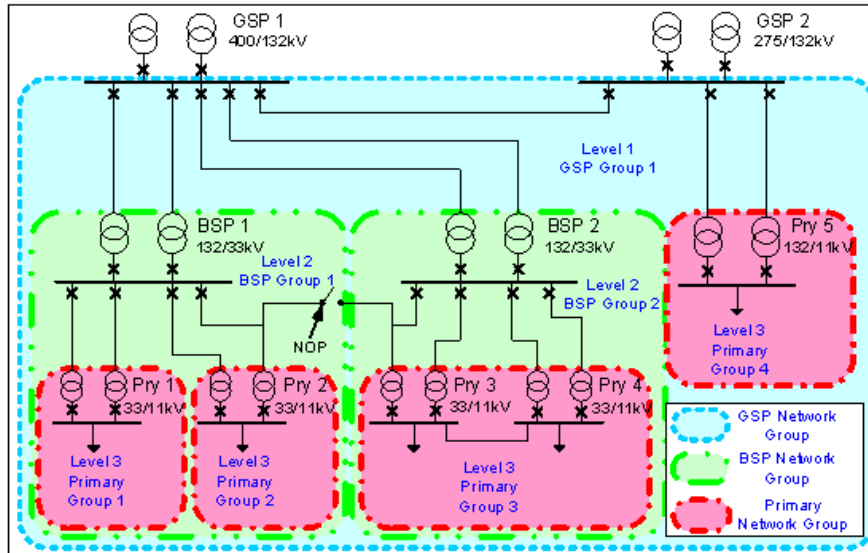 GSP 1
400/132kV
GSP 2
275/132kV
Level 1
GSP Group 1
BSP 1
132/33kV
BSP 2
132/33kV
Pry 5
132/11kV
Level 2
BSP Group 1
Level 2
BSP Group 2
NOP
Level 3
Primary
Group 4
Pry 1
33/11kV
Pry 2
33/11kV
Pry 3
33/11kV
Pry 4
33/11kV
Level 3
Primary
Group 1
Level 3
Primary
Group 2
Level 3
Primary
Group 3
GSP Network
Group
BSP Network
Group
Primary
Network Group